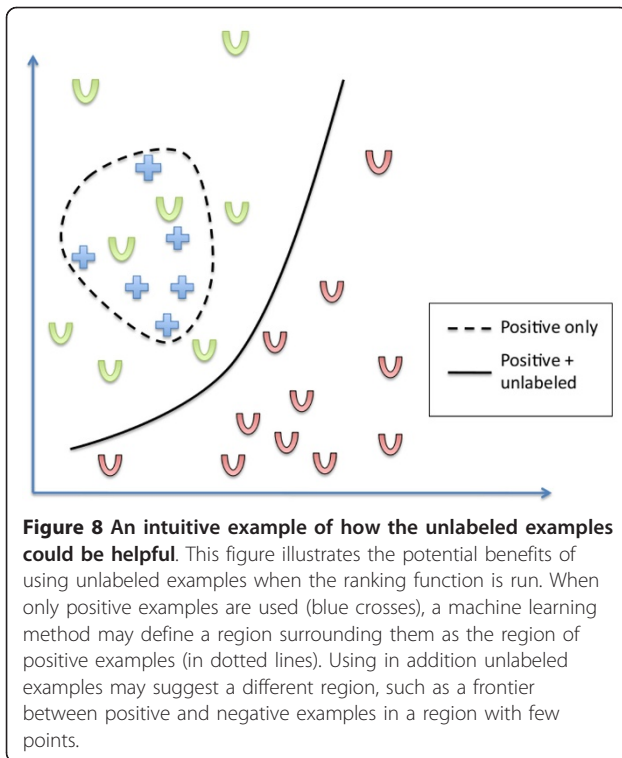 Positive only
Positive +
unlabeled
Figure 8 An intuitive example of how the unlabeled examples
could be helpful. This figure illustrates the potential benefits of
using unlabeled examples when the ranking function is run. When
only positive examples are used (blue crosses), a machine learning
method may define a region surrounding them as the region of
positive examples (in dotted lines). Using in addition unlabeled
examples may suggest a different region, such as a frontier
between positive and negative examples in a region with few
points.